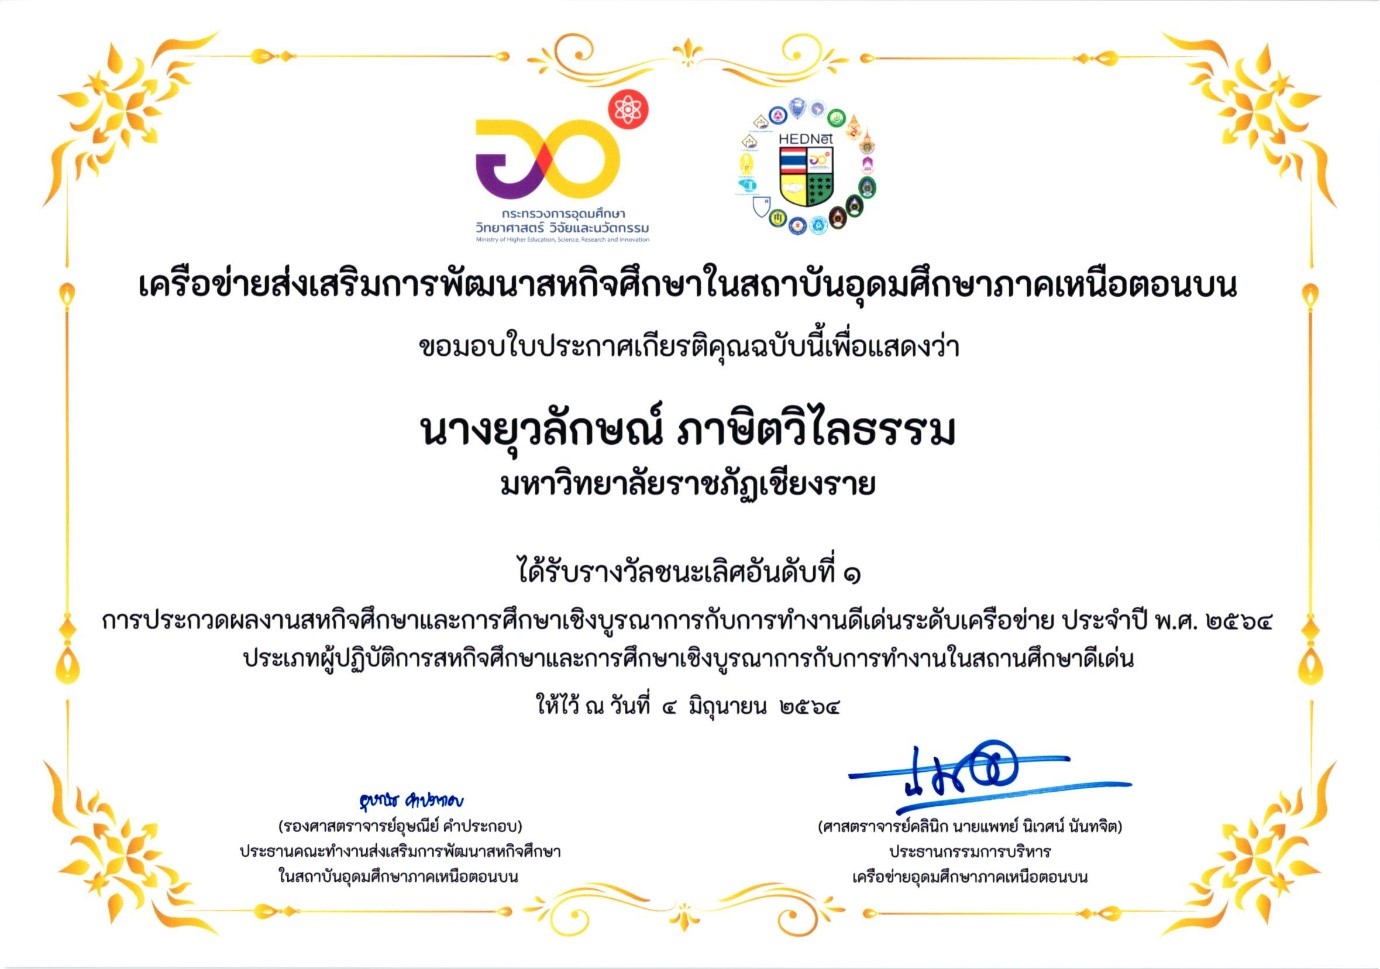 HEDNet
กระทรวงการอุดมศึกษา
วิทยาศาสตร์ วิจัยและนวัตกรรม
Ministry of Higher Education, Science, Research and Innovation
เครือข่ายส่งเสริมการพัฒนาสหกิจศึกษาในสถาบันอุดมศึกษาภาคเหนือตอนบน
ขอมอบใบประกาศเกียรติคุณฉบับนี้เพื่อแสดงว่า
นางยุวลักษณ์ ภาษิตวิไลธรรม
มหาวิทยาลัยราชภัฏเชียงราย
ได้รับรางวัลชนะเลิศอันดับที่ ๑
การประกวดผลงานสหกิจศึกษาและการศึกษาเชิงบูรณาการกับการทำงานดีเด่นระดับเครือข่าย ประจำปี พ.ศ. ๒๕๖๔
ประเภทผู้ปฏิบัติการสหกิจศึกษาและการศึกษาเชิงบูรณาการกับการทำงานในสถานศึกษาดีเด่น
ให้ไว้ ณ วันที่ ๔ มิถุนายน ๒๕๖๔
(รองศาสตราจารย์อุษณีย์ คำประกอบ)
ประธานคณะทำงานส่งเสริมการพัฒนาสหกิจศึกษา
ในสถาบันอุดมศึกษาภาคเหนือตอนบน
(ศาสตราจารย์คลินิก นายแพทย์ นิเวศน์ นันทจิต)
ประธานกรรมการบริหาร
เครือข่ายอุดมศึกษาภาคเหนือตอนบน